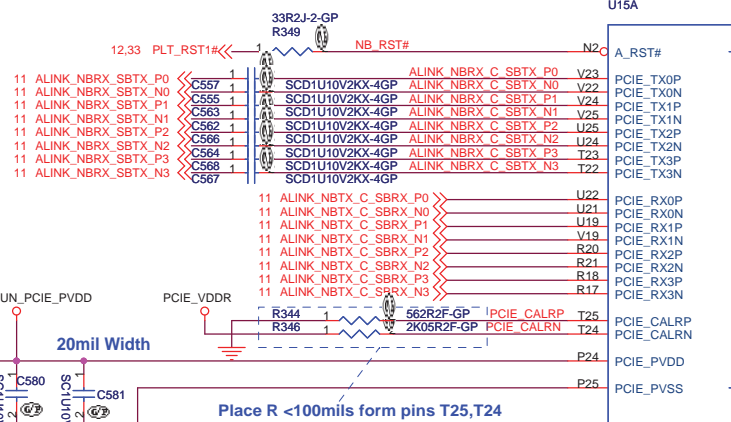 U15A
33R2J-2-GP
R349
12,33 PLT_RST1# 1 NB_RST# N2 A_RST#
11 ALINK_NBRX_SBTX_P0 1 ALINK_NBRX_C_SBTX_P0 V23 PCIE_TX0P
11 ALINK_NBRX_SBTX_N0 C557 1 SCD1U10V2KX-4GP ALINK_NBRX_C_SBTX_N0 V22 PCIE_TX0N
11 ALINK_NBRX_SBTX_P1 C555 1 SCD1U10V2KX-4GP ALINK_NBRX_C_SBTX_P1 V24 PCIE_TX1P
11 ALINK_NBRX_SBTX_N1 C563 1 SCD1U10V2KX-4GP ALINK_NBRX_C_SBTX_N1 V25 PCIE_TX1N
11 ALINK_NBRX_SBTX_P2 C562 1 SCD1U10V2KX-4GP ALINK_NBRX_C_SBTX_P2 U25 PCIE_TX2P
11 ALINK_NBRX_SBTX_N2 C566 1 SCD1U10V2KX-4GP ALINK_NBRX_C_SBTX_N2 U24 PCIE_TX2N
11 ALINK_NBRX_SBTX_P3 C564 1 SCD1U10V2KX-4GP ALINK_NBRX_C_SBTX_P3 T23 PCIE_TX3P
11 ALINK_NBRX_SBTX_N3 C568 1 SCD1U10V2KX-4GP ALINK_NBRX_C_SBTX_N3 T22 PCIE_TX3N
C567 SCD1U10V2KX-4GP
11 ALINK_NBTX_C_SBRX_P0 U22 PCIE_RX0P
11 ALINK_NBTX_C_SBRX_N0 U21 PCIE_RX0N
11 ALINK_NBTX_C_SBRX_P1 U19 PCIE_RX1P
11 ALINK_NBTX_C_SBRX_N1 V19 PCIE_RX1N
11 ALINK_NBTX_C_SBRX_P2 R20 PCIE_RX2P
11 ALINK_NBTX_C_SBRX_N2 R21 PCIE_RX2N
11 ALINK_NBTX_C_SBRX_P3 R18 PCIE_RX3P
11 ALINK_NBTX_C_SBRX_N3 R17 PCIE_RX3N
UN_PCIE_PVDD PCIE_VDDR
R344 1 562R2F-GP PCIE_CALRP T25 PCIE_CALRP
R346 1 2K05R2F-GP PCIE_CALRN T24 PCIE_CALRN
20mil Width
P24 PCIE_PVDD
1 C580 1 C581 P25 PCIE_PVSS
2 2
Place R <100mils form pins T25,T24